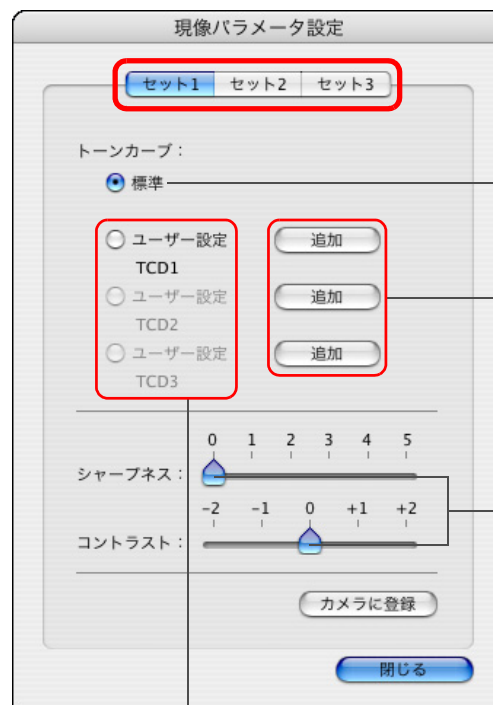 現像パラメータ設定
セット1 セット2 セット3
トーンカーブ：
標準
ユーザー設定 追加
TCD1
ユーザー設定 追加
TCD2
ユーザー設定 追加
TCD3
0 1 2 3 4 5
シャープネス：
-2 -1 0 +1 +2
コントラスト：
カメラに登録
閉じる